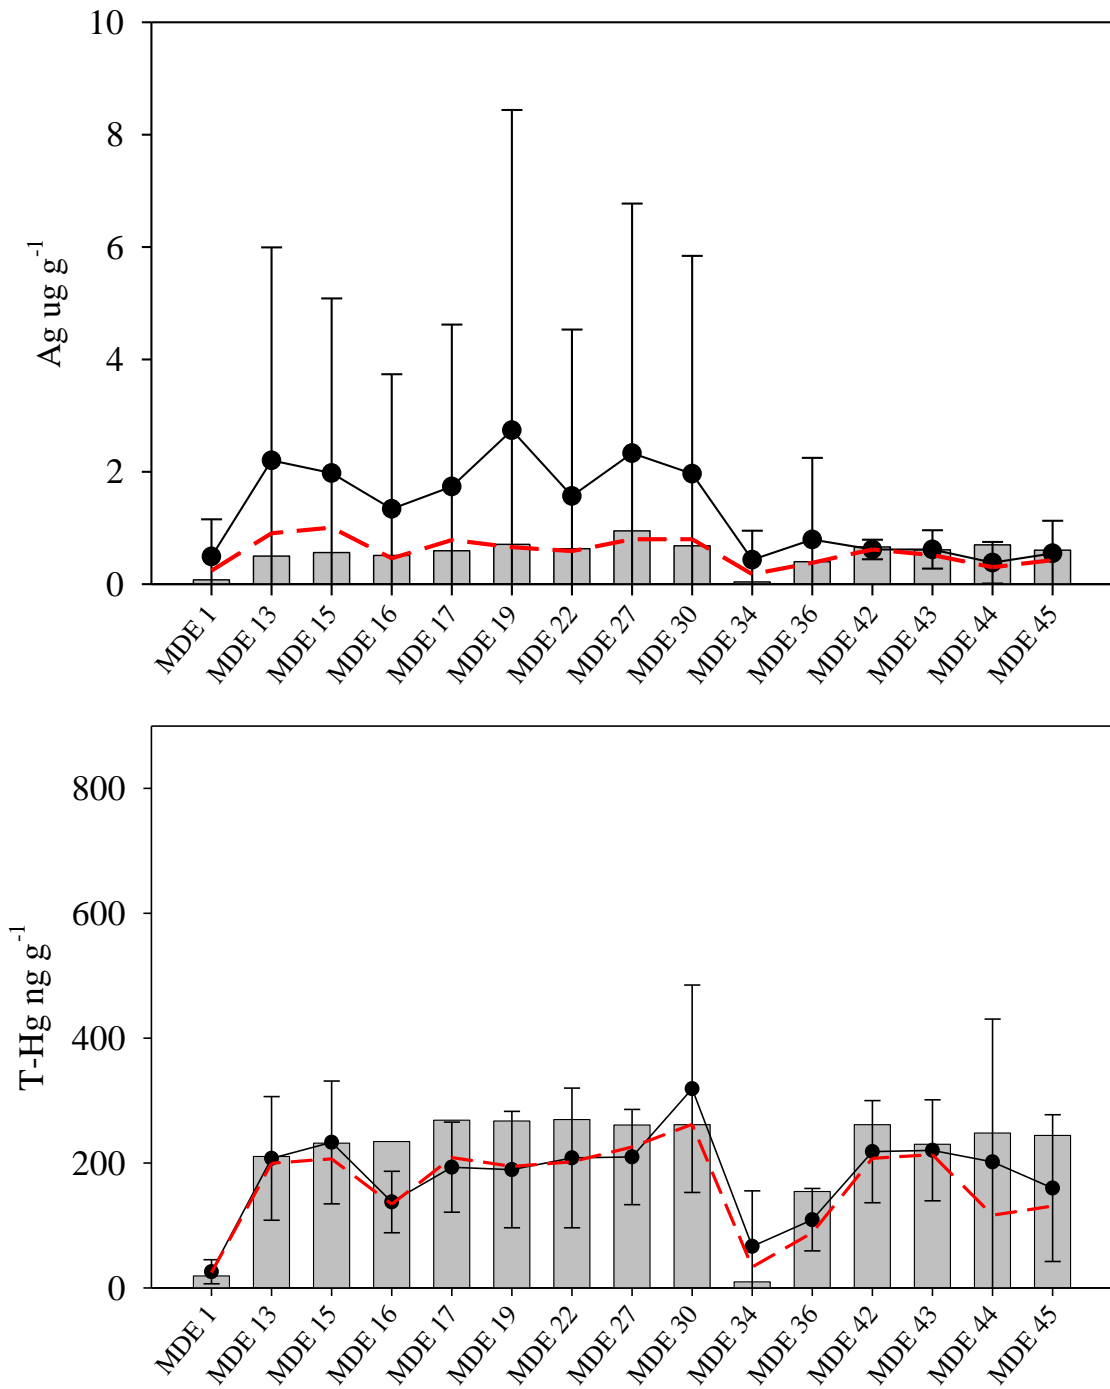 10
8
6
4
2
0
Ag ug g⁻¹
MDE 1
MDE 13
MDE 15
MDE 16
MDE 17
MDE 19
MDE 22
MDE 27
MDE 30
MDE 34
MDE 36
MDE 42
MDE 43
MDE 44
MDE 45
800
600
400
200
0
T-Hg ng g⁻¹
MDE 1
MDE 13
MDE 15
MDE 16
MDE 17
MDE 19
MDE 22
MDE 27
MDE 30
MDE 34
MDE 36
MDE 42
MDE 43
MDE 44
MDE 45